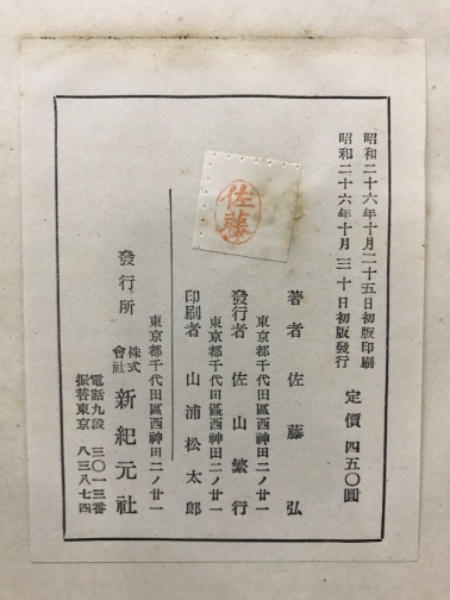 昭和二十六年十月二十五日初版印刷
昭和二十六年十月三十日初版發行
定價 四五〇圓
著者 佐藤弘
東京都千代田區西神田二ノ廿一
發行者 佐山繁行
東京都千代田區西神田二ノ廿一
印刷者 山浦松太郎
佐藤
東京都千代田區西神田二ノ廿一
發行所 株式會社 新紀元社
電話九段 三〇一三番
振替東京 八三八七四